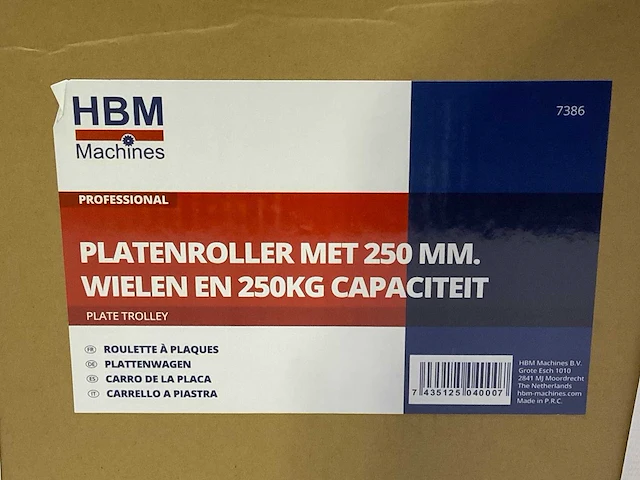 HBM
Machines
7386
PROFESSIONAL
PLATENROLLER MET 250 MM.
WIELEN EN 250KG CAPACITEIT
PLATE TROLLEY
FR ROULETTE À PLAQUES
DE PLATTENWAGEN
ES CARRO DE LA PLACA
IT CARRELLO A PIASTRA
7 435125 040007
HBM Machines B.V.
Grote Esch 1010
2841 MJ Moordrecht
The Netherlands
hbm-machines.com
Made in P.R.C.